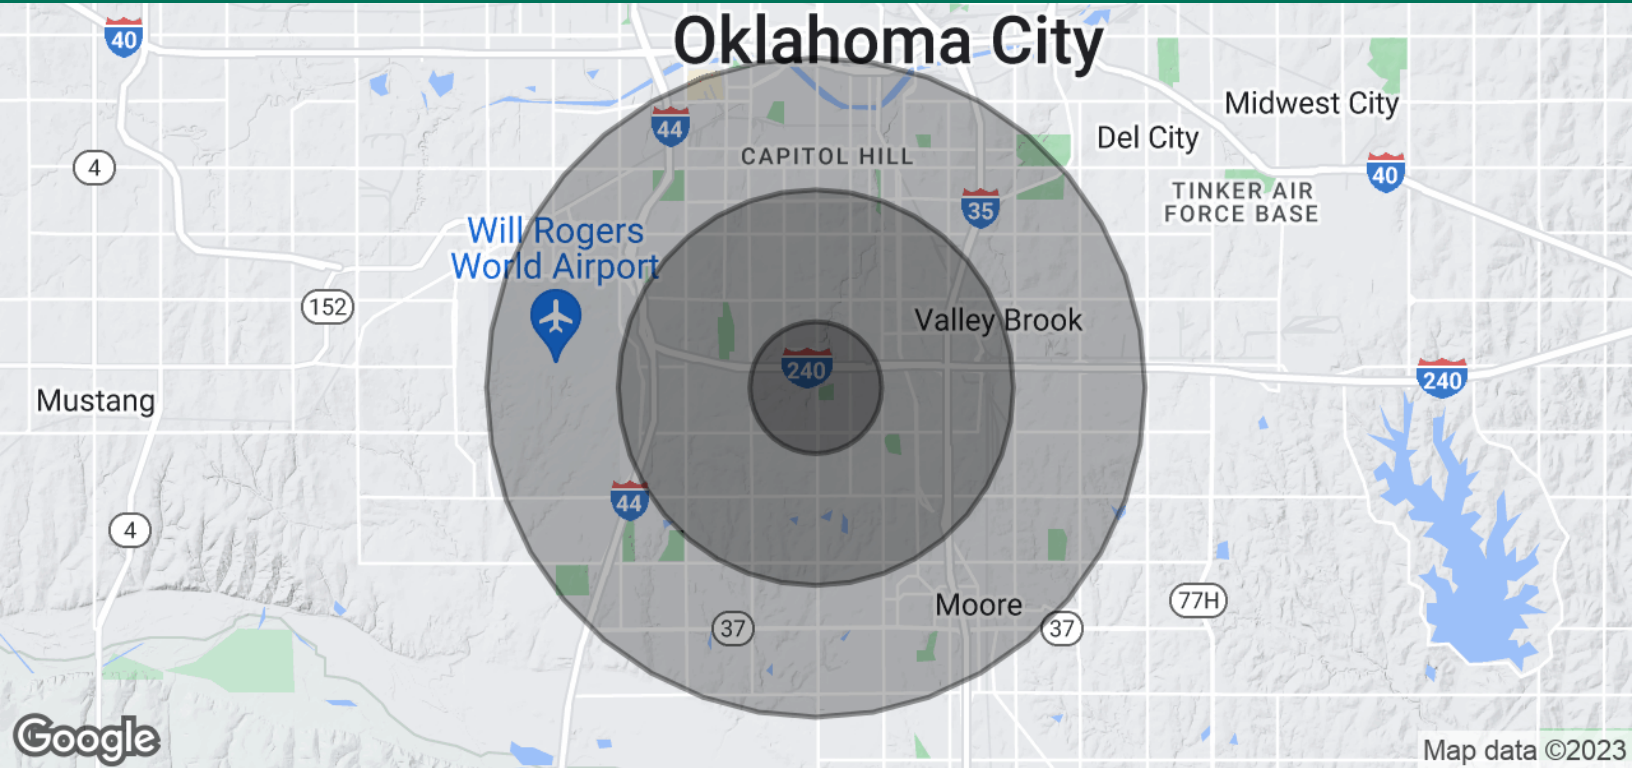 Oklahoma City
40
Midwest City
44
Del City
CAPITOL HILL
4
40
TINKER AIR
FORCE BASE
35
Will Rogers
World Airport
152
Valley Brook
240
240
Mustang
44
4
77H
Moore
37
37
Google
Map data ©2023